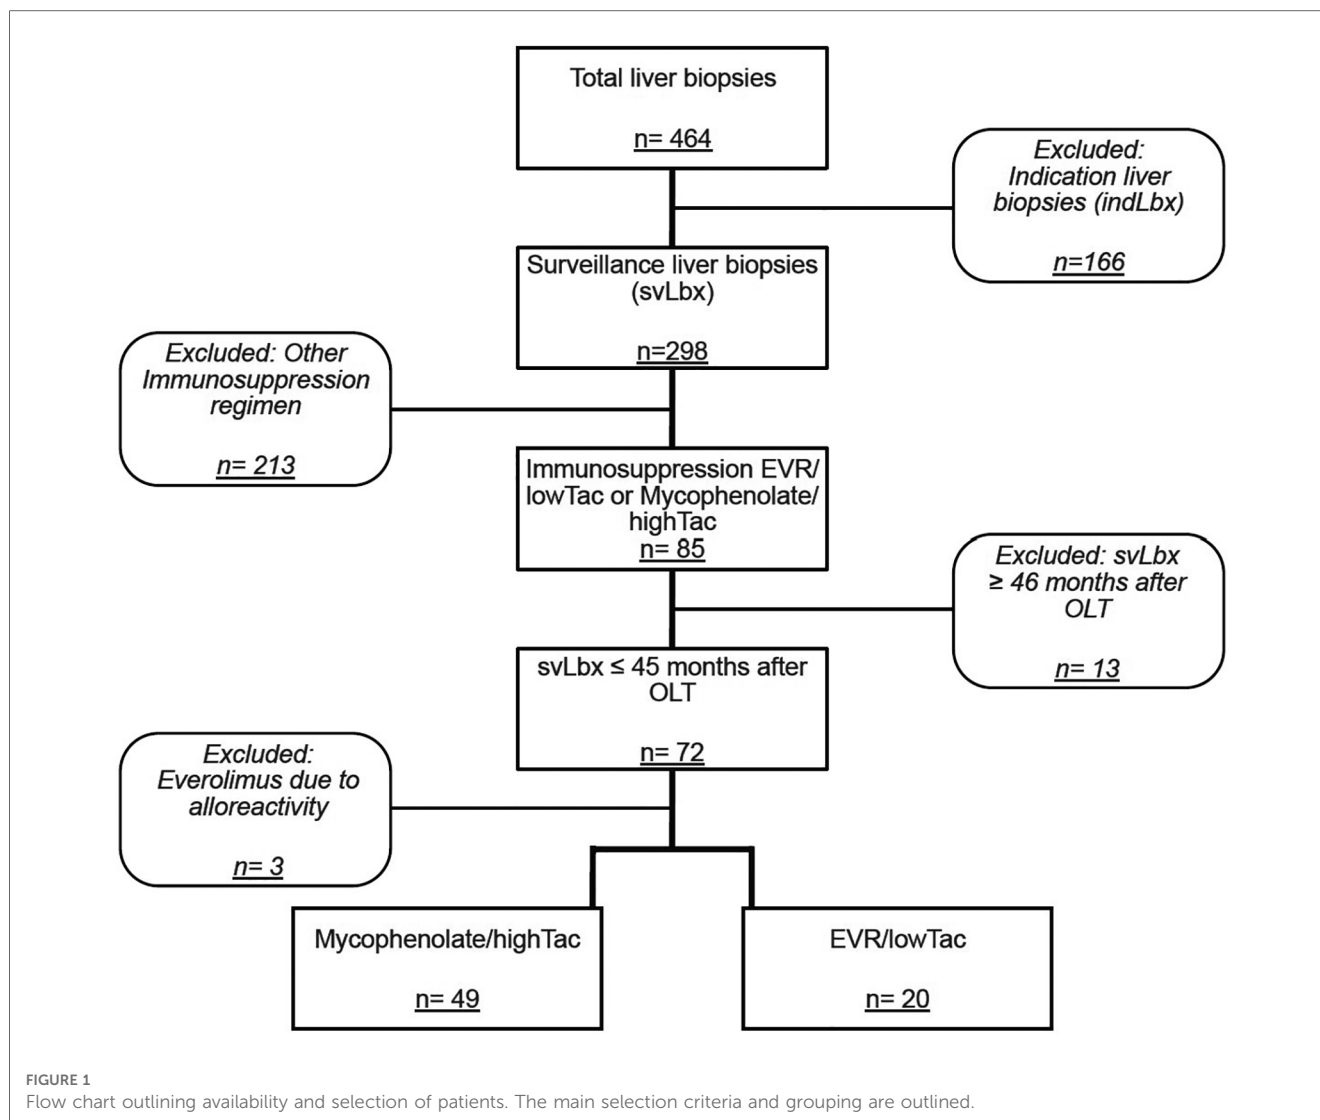 Total liver biopsies
n= 464
Excluded:
Indication liver
biopsies (indLbx)
n=166
Surveillance liver biopsies
(svLbx)
n=298
Excluded: Other
Immunosuppression
regimen
n= 213
Immunosuppression EVR/
lowTac or Mycophenolate/
highTac
n= 85
Excluded: svLbx
≥ 46 months after
OLT
n= 13
svLbx ≤ 45 months after
OLT
n= 72
Excluded:
Everolimus due to
alloreactivity
n= 3
Mycophenolate/highTac
n= 49
EVR/lowTac
n= 20
FIGURE 1
Flow chart outlining availability and selection of patients. The main selection criteria and grouping are outlined.